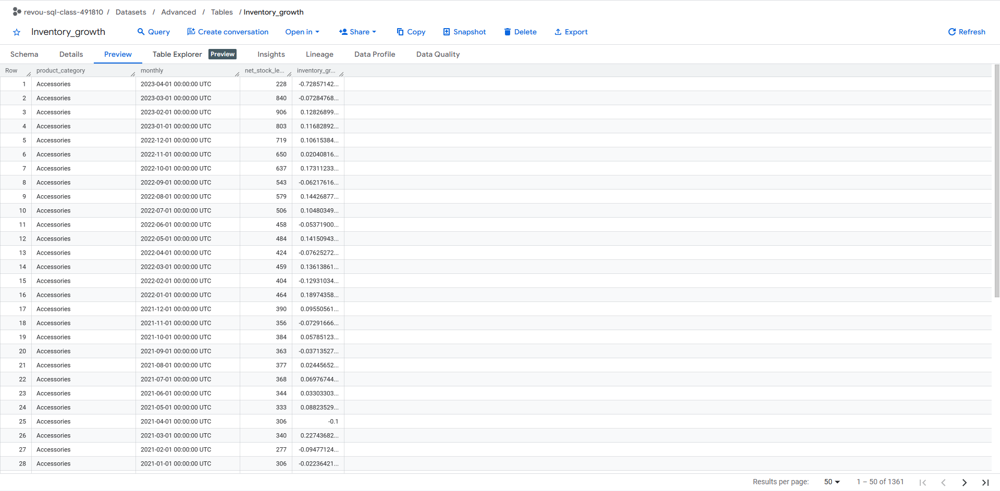 revou-sql-class-491810 / Datasets / Advanced / Tables / Inventory_growth
Inventory_growth Query Create conversation Open in Share Copy Snapshot Delete Export Refresh
Schema Details Preview Table Explorer Preview Insights Lineage Data Profile Data Quality
Row product_category monthly net_stock_le... inventory_gr...
1 Accessories 2023-04-01 00:00:00 UTC 228 -0.72857142...
2 Accessories 2023-03-01 00:00:00 UTC 840 -0.07284768...
3 Accessories 2023-02-01 00:00:00 UTC 906 0.12826899...
4 Accessories 2023-01-01 00:00:00 UTC 803 0.11682892...
5 Accessories 2022-12-01 00:00:00 UTC 719 0.10615384...
6 Accessories 2022-11-01 00:00:00 UTC 650 0.02040816...
7 Accessories 2022-10-01 00:00:00 UTC 637 0.17311233...
8 Accessories 2022-09-01 00:00:00 UTC 543 -0.06217616...
9 Accessories 2022-08-01 00:00:00 UTC 579 0.14426877...
10 Accessories 2022-07-01 00:00:00 UTC 506 0.10480349...
11 Accessories 2022-06-01 00:00:00 UTC 458 -0.05371900...
12 Accessories 2022-05-01 00:00:00 UTC 484 0.14150943...
13 Accessories 2022-04-01 00:00:00 UTC 424 -0.07625272...
14 Accessories 2022-03-01 00:00:00 UTC 459 0.13613861...
15 Accessories 2022-02-01 00:00:00 UTC 404 -0.12931034...
16 Accessories 2022-01-01 00:00:00 UTC 464 0.18974358...
17 Accessories 2021-12-01 00:00:00 UTC 390 0.09550561...
18 Accessories 2021-11-01 00:00:00 UTC 356 -0.07291666...
19 Accessories 2021-10-01 00:00:00 UTC 384 0.05785123...
20 Accessories 2021-09-01 00:00:00 UTC 363 -0.03713527...
21 Accessories 2021-08-01 00:00:00 UTC 377 0.02445652...
22 Accessories 2021-07-01 00:00:00 UTC 368 0.06976744...
23 Accessories 2021-06-01 00:00:00 UTC 344 0.03303303...
24 Accessories 2021-05-01 00:00:00 UTC 333 0.08823529...
25 Accessories 2021-04-01 00:00:00 UTC 306 -0.1
26 Accessories 2021-03-01 00:00:00 UTC 340 0.22743682...
27 Accessories 2021-02-01 00:00:00 UTC 277 -0.09477124...
28 Accessories 2021-01-01 00:00:00 UTC 306 -0.02236421...
Results per page: 50 1 – 50 of 1361